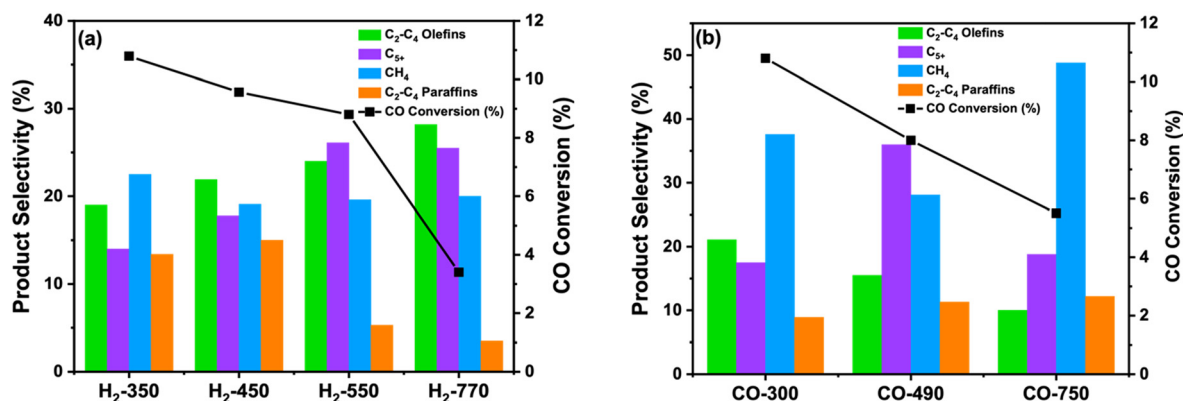 (a)
C₂-C₄ Olefins
C₅₊
CH₄
C₂-C₄ Paraffins
CO Conversion (%)
Product Selectivity (%)
40
30
20
10
0
CO Conversion (%)
12
10
8
6
4
2
0
H₂-350 H₂-450 H₂-550 H₂-770
(b)
C₂-C₄ Olefins
C₅₊
CH₄
C₂-C₄ Paraffins
CO Conversion (%)
Product Selectivity (%)
50
40
30
20
10
0
CO Conversion (%)
12
10
8
6
4
2
0
CO-300 CO-490 CO-750